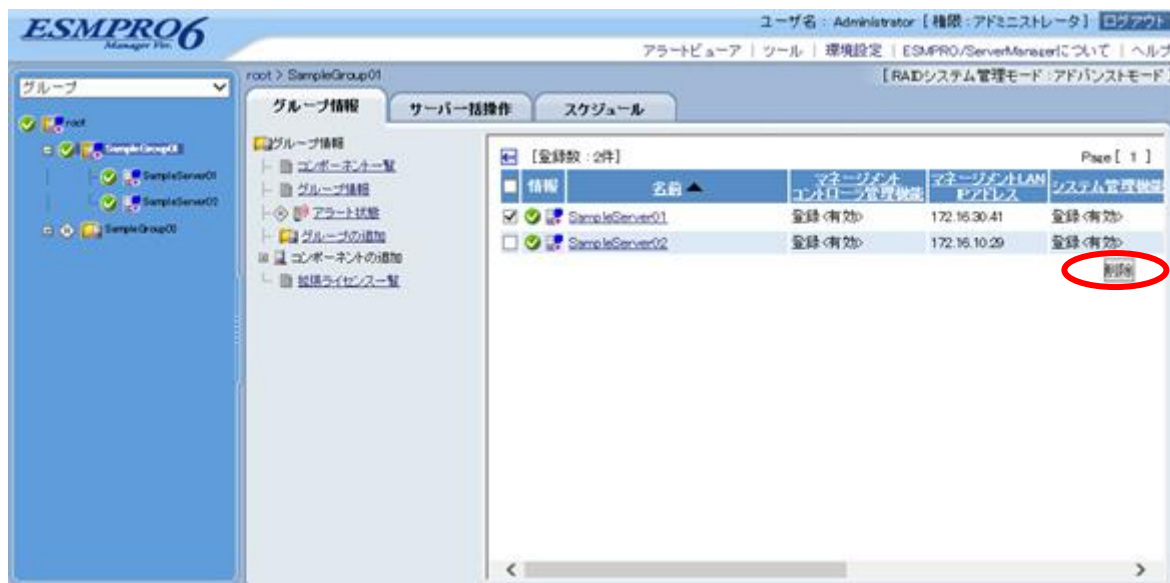 ESMPRO6
Manager Ver.
ユーザ名 : Administrator [ 権限 : アドミニストレータ ] ログアウト
アラートビューア | ツール | 環境設定 | ESMPRO/ServerManagerについて | ヘルプ
グループ
root
SampleGroup01
SampleServer01
SampleServer02
root > SampleGroup01
[ RAIDシステム管理モード : アドバンストモード ]
グループ情報
サーバ一括操作
スケジュール
グループ情報
コンポーネント一覧
グループ情報
アラート状態
グループの追加
コンポーネントの追加
拡張ライセンス一覧
[登録数 : 2件]
Page [ 1 ]
情報 名前▲ マネージメントコントローラ管理機能 マネージメントLAN IPアドレス システム管理機能
SampleServer01 登録<有効> 172.16.30.41 登録<有効>
SampleServer02 登録<有効> 172.16.10.29 登録<有効>
削除